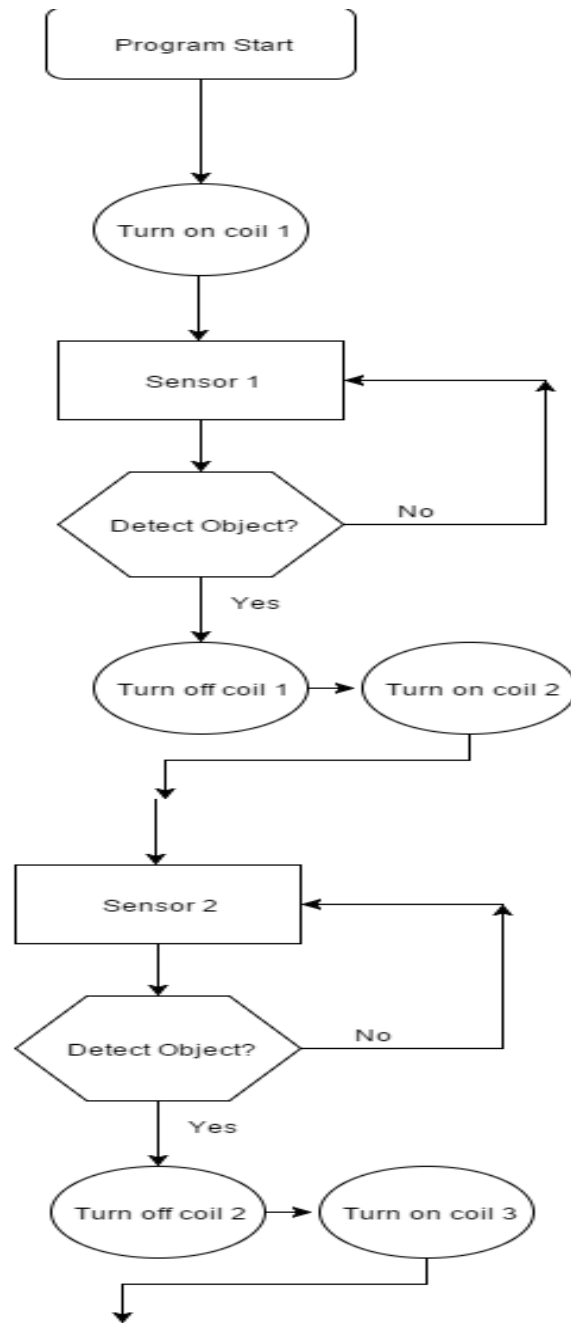 Program Start
Turn on coil 1
Sensor 1
Detect Object?
No
Yes
Turn off coil 1
Turn on coil 2
Sensor 2
Detect Object?
No
Yes
Turn off coil 2
Turn on coil 3